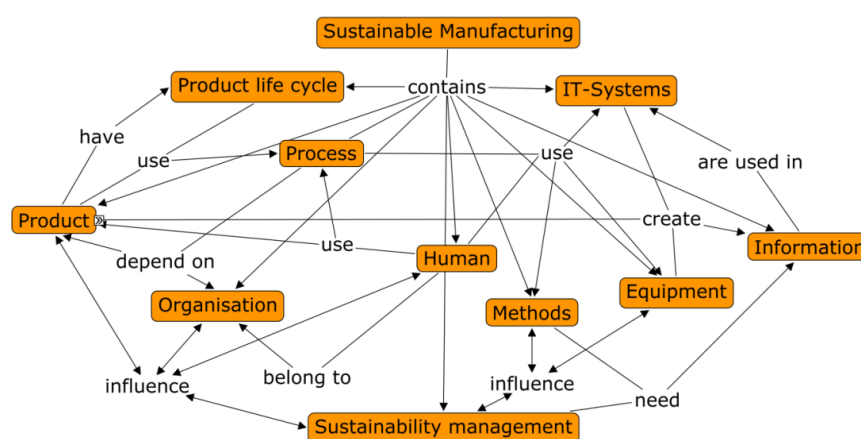 Sustainable Manufacturing
Product life cycle
contains
IT-Systems
have
use
Process
use
are used in
Product
create
depend on
use
Human
Information
Organisation
Methods
Equipment
influence
belong to
influence
need
Sustainability management